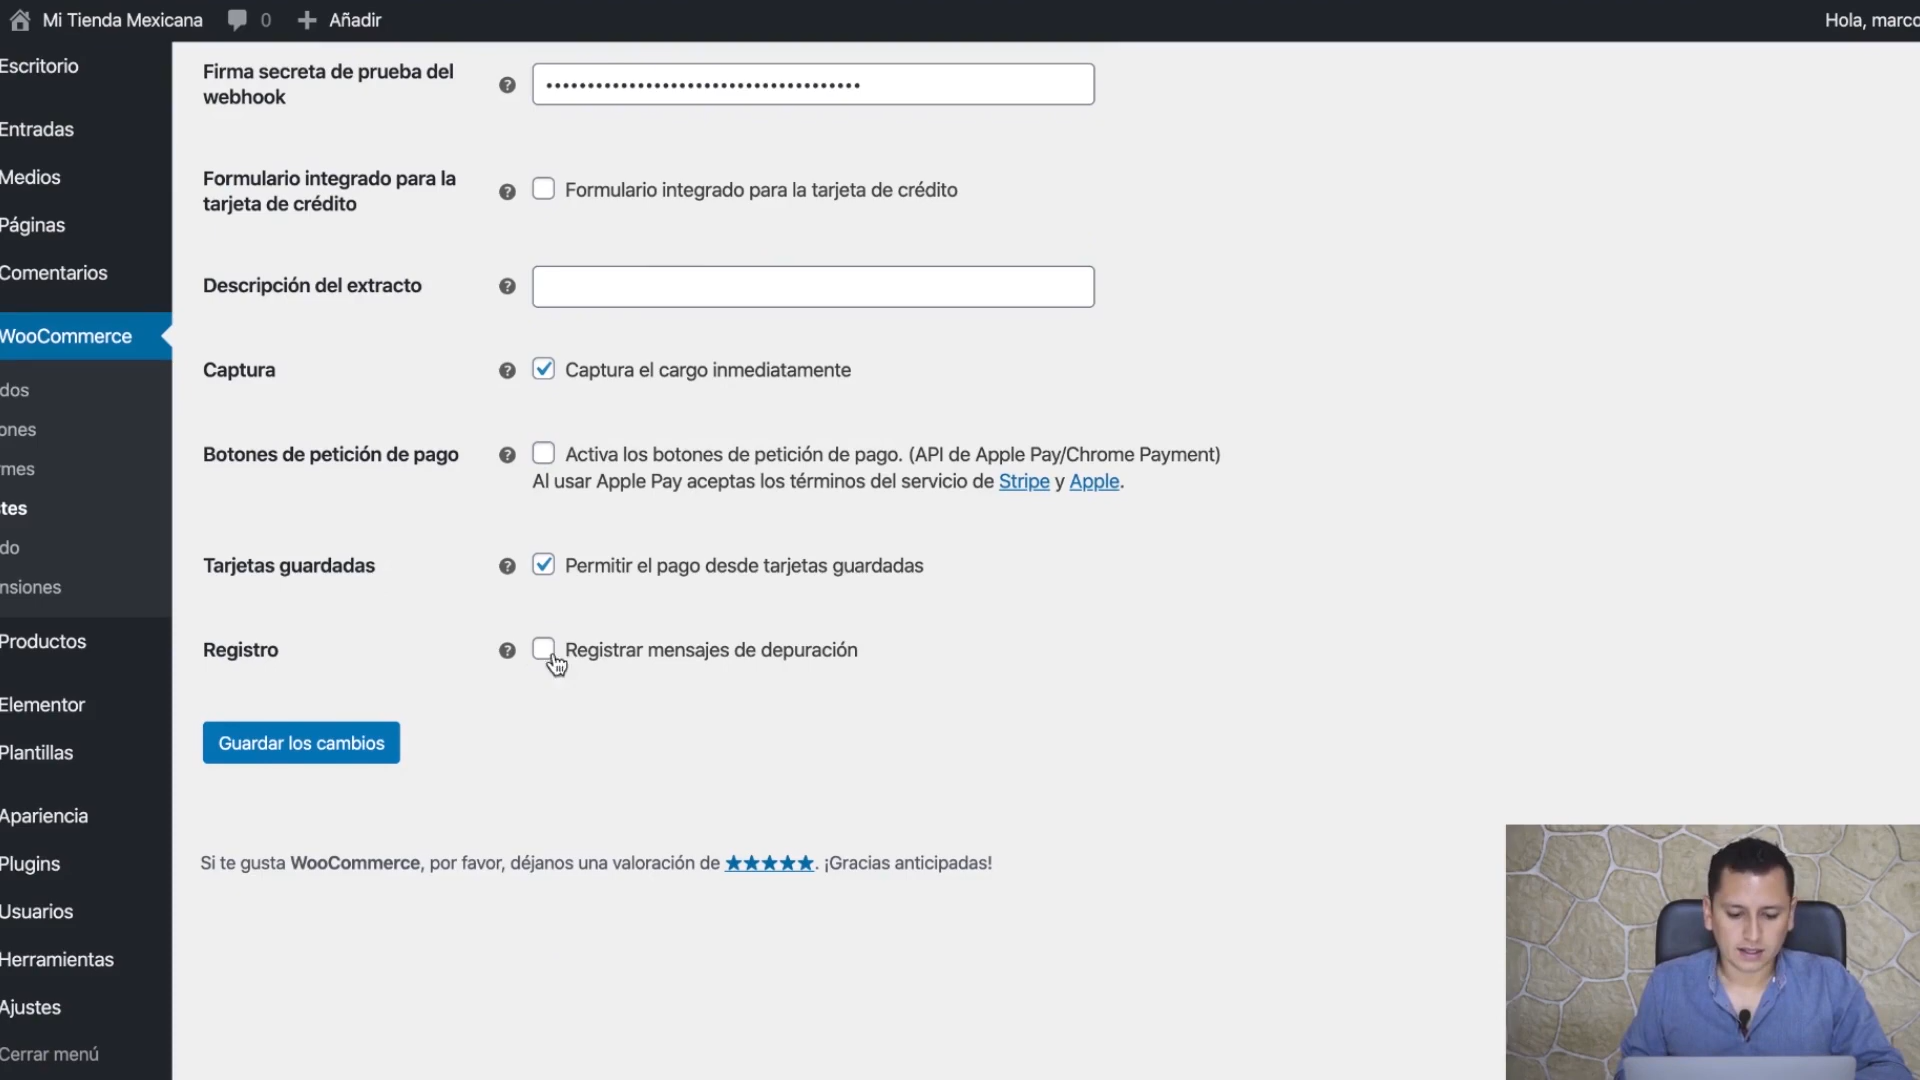 Mi Tienda Mexicana 0 Añadir Hola, marco
Escritorio
Entradas
Medios
Páginas
Comentarios
WooCommerce
dos
ones
rmes
stes
do
nsiones
Productos
Elementor
Plantillas
Apariencia
Plugins
Usuarios
Herramientas
Ajustes
Cerrar menú
Firma secreta de prueba del
webhook
Formulario integrado para la
tarjeta de crédito
Formulario integrado para la tarjeta de crédito
Descripción del extracto
Captura
Captura el cargo inmediatamente
Botones de petición de pago
Activa los botones de petición de pago. (API de Apple Pay/Chrome Payment)
Al usar Apple Pay aceptas los términos del servicio de Stripe y Apple.
Tarjetas guardadas
Permitir el pago desde tarjetas guardadas
Registro
Registrar mensajes de depuración
Guardar los cambios
Si te gusta WooCommerce, por favor, déjanos una valoración de ★★★★★. ¡Gracias anticipadas!